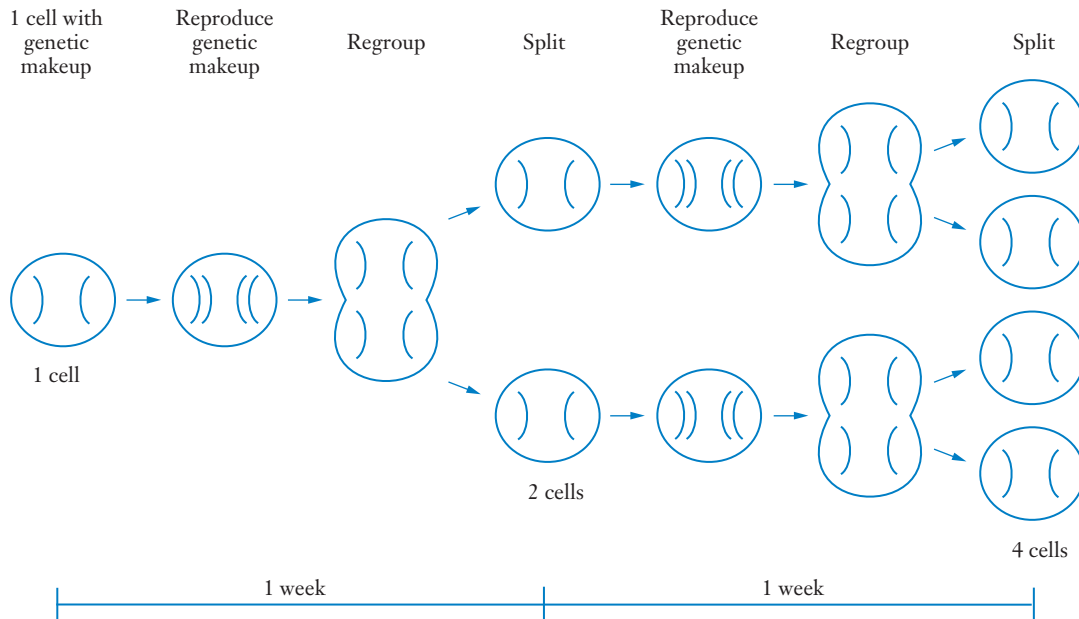 1 cell with
genetic
makeup
Reproduce
genetic
makeup
Regroup
Split
Reproduce
genetic
makeup
Regroup
Split
1 cell
2 cells
4 cells
1 week
1 week